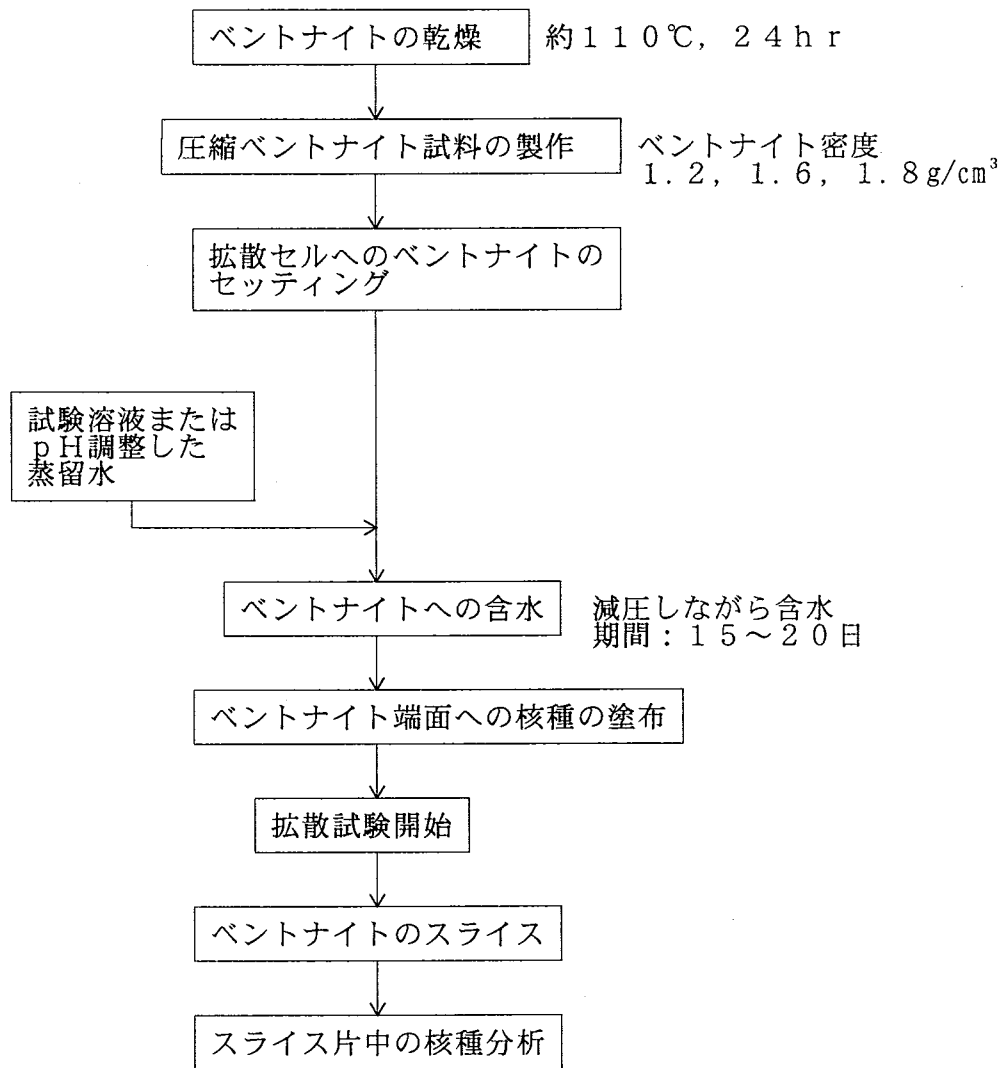 ベントナイトの乾燥
約110℃, 24hr
圧縮ベントナイト試料の製作
ベントナイト密度
1.2, 1.6, 1.8g/cm³
拡散セルへのベントナイトの
セッティング
試験溶液または
pH調整した
蒸留水
ベントナイトへの含水
減圧しながら含水
期間:15~20日
ベントナイト端面への核種の塗布
拡散試験開始
ベントナイトのスライス
スライス片中の核種分析